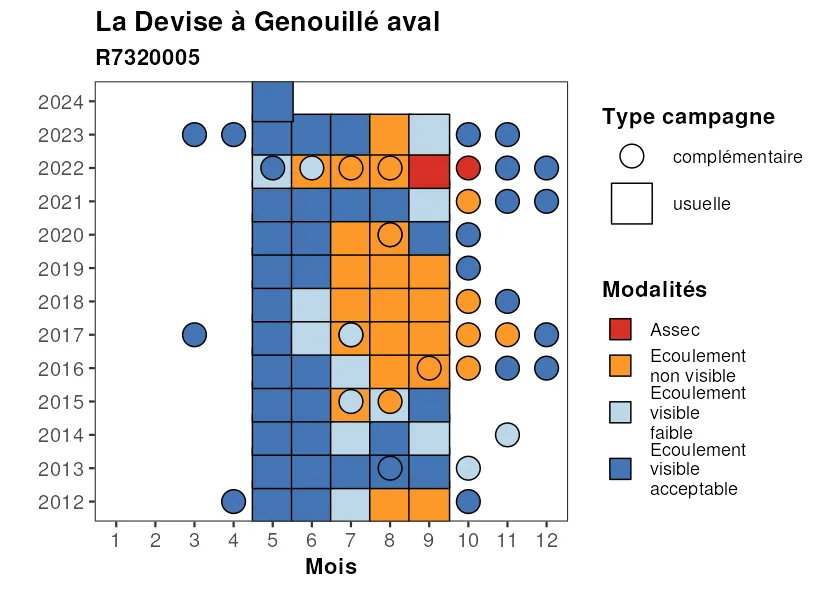 La Devise à Genouillé aval
R7320005
2024
2023
2022
2021
2020
2019
2018
2017
2016
2015
2014
2013
2012
1 2 3 4 5 6 7 8 9 10 11 12
Mois
Type campagne
complémentaire
usuelle
Modalités
Assec
Ecoulement
non visible
Ecoulement
visible
faible
Ecoulement
visible
acceptable